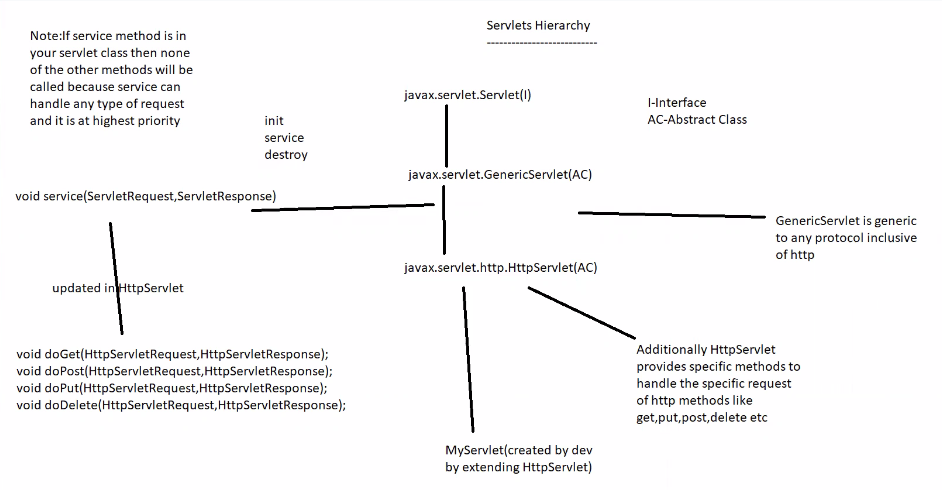 Servlets Hierarchy
---------------------------
Note:If service method is in
your servlet class then none
of the other methods will be
called because service can
handle any type of request
and it is at highest priority
javax.servlet.Servlet(I)
I-Interface
AC-Abstract Class
init
service
destroy
javax.servlet.GenericServlet(AC)
void service(ServletRequest,ServletResponse)
GenericServlet is generic
to any protocol inclusive
of http
javax.servlet.http.HttpServlet(AC)
updated in HttpServlet
void doGet(HttpServletRequest,HttpServletResponse);
void doPost(HttpServletRequest,HttpServletResponse);
void doPut(HttpServletRequest,HttpServletResponse);
void doDelete(HttpServletRequest,HttpServletResponse);
Additionally HttpServlet
provides specific methods to
handle the specific request
of http methods like
get,put,post,delete etc
MyServlet(created by dev
by extending HttpServlet)